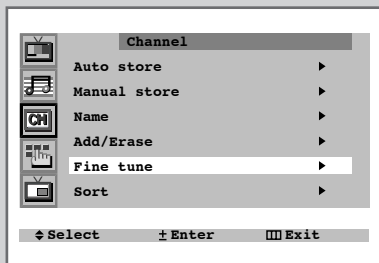 Channel
Auto store
Manual store
CH
Name
Add/Erase
Fine tune
Sort
Select ± Enter Exit